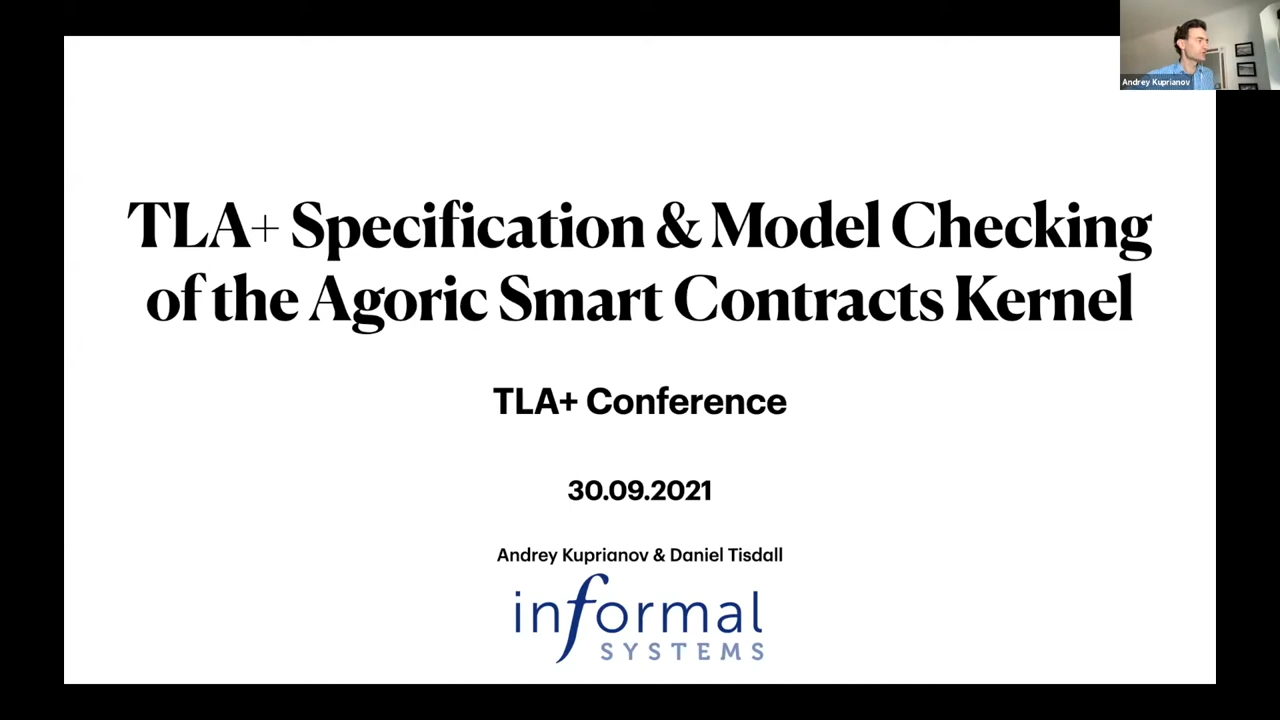 Andrey Kuprianov
TLA+ Specification & Model Checking
of the Agoric Smart Contracts Kernel
TLA+ Conference
30.09.2021
Andrey Kuprianov & Daniel Tisdall
informal
SYSTEMS